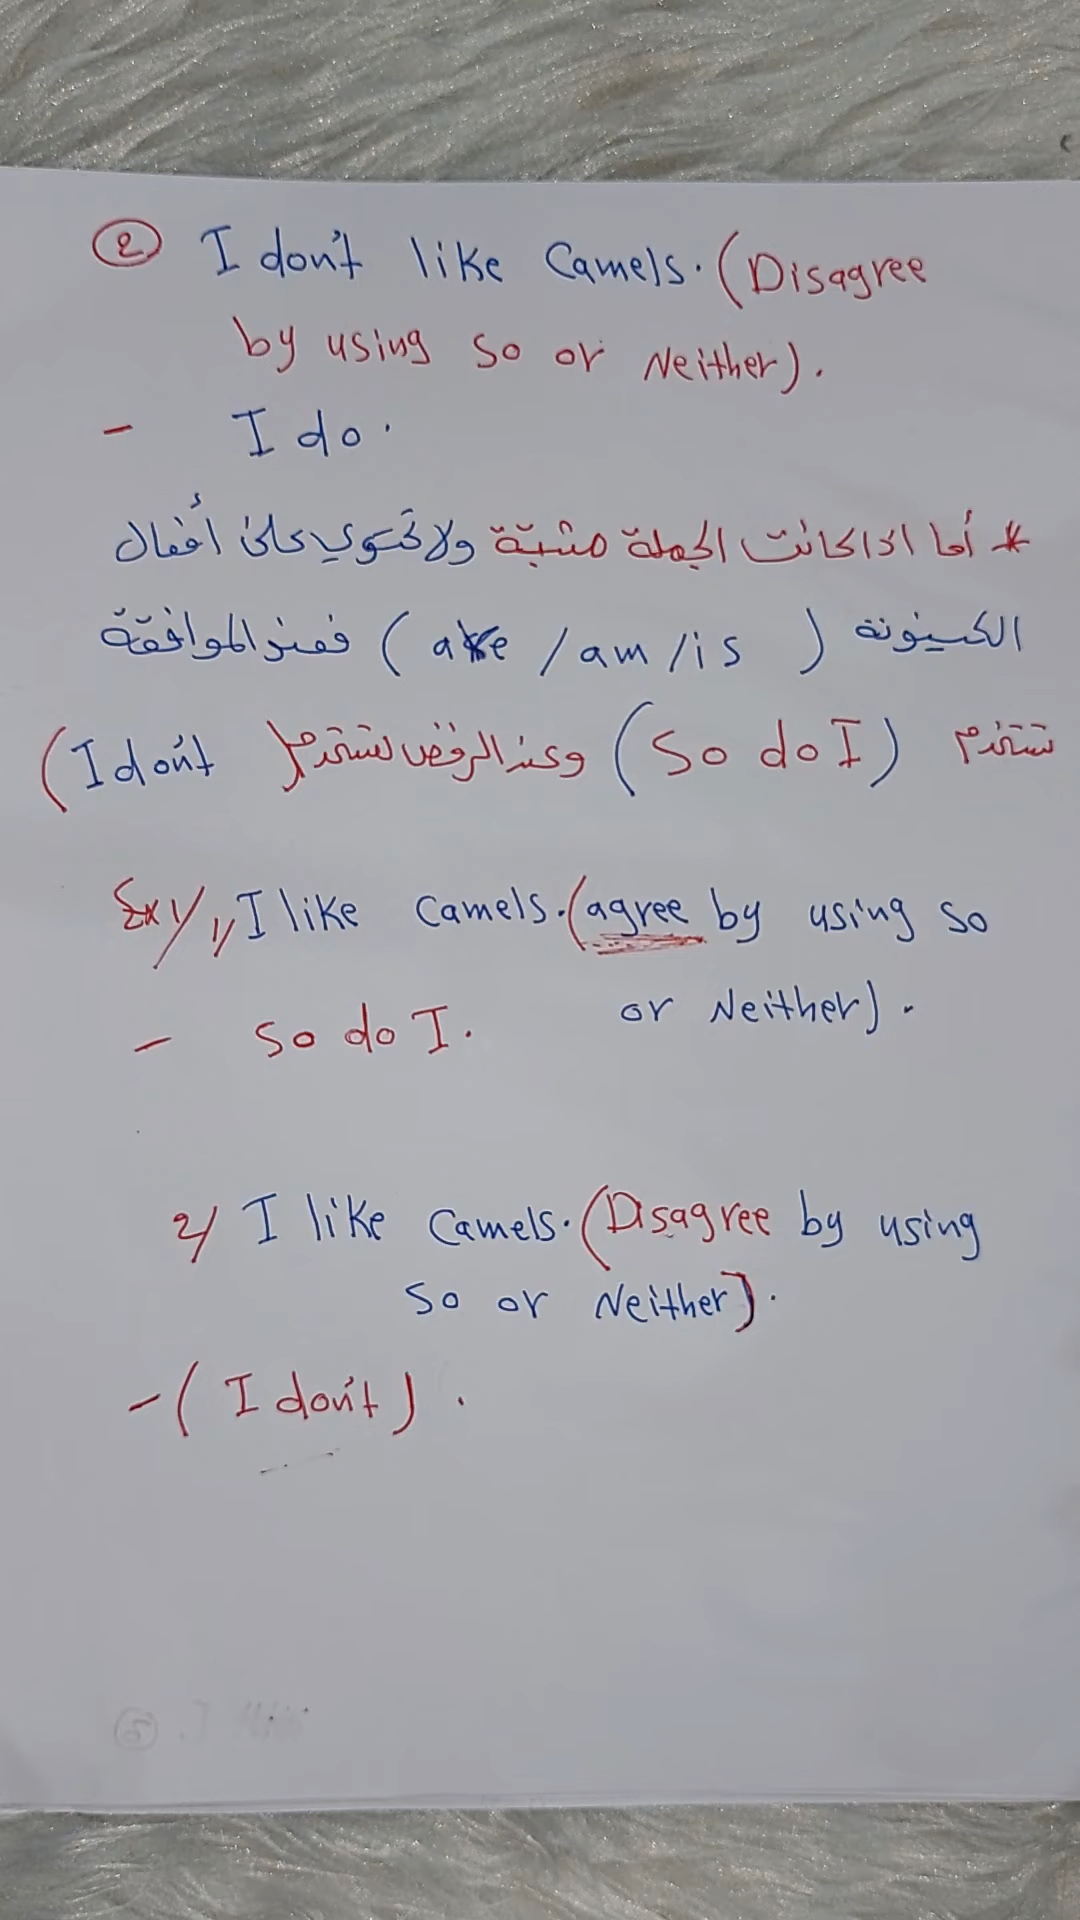 ② I don't like Camels. (Disagree
by using so or Neither).
- I do.
* أما اذا كانت الجملة مثبتة ولا تحتوي على أفعال
الكينونة ( are / am / is ) فعند الموافقة
تستخدم (So do I) وعند الرفض نستخدم (I don't)
Ex// 1// I like Camels. (agree by using so
or Neither).
- So do I.
2/ I like Camels. (Disagree by using
So or Neither).
- (I don't).